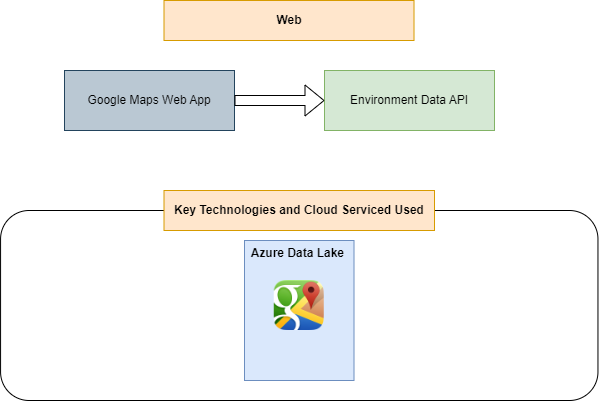 Web
Google Maps Web App
Environment Data API
Key Technologies and Cloud Serviced Used
Azure Data Lake
g